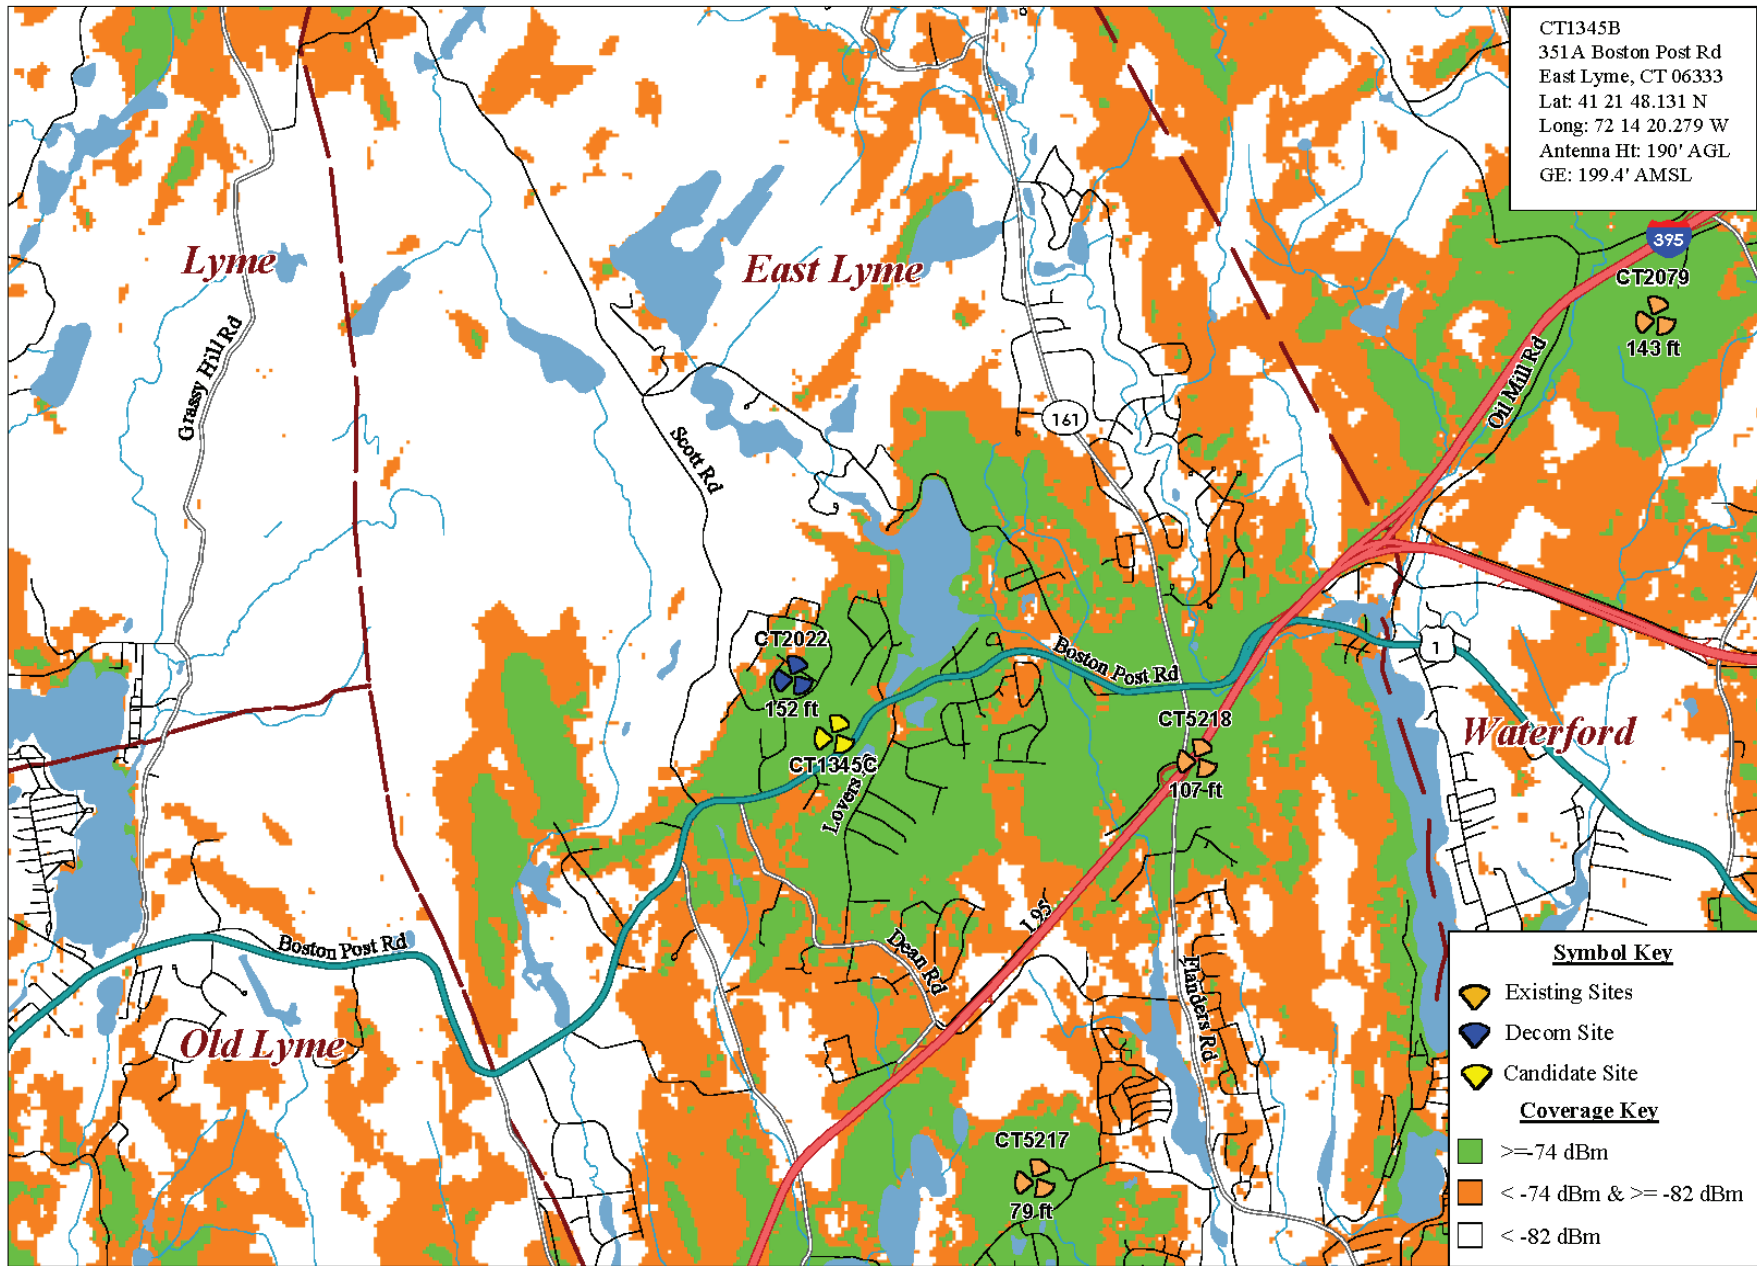 CT1345B
351A Boston Post Rd
East Lyme, CT 06333
Lat: 41 21 48.131 N
Long: 72 14 20.279 W
Antenna Ht: 190' AGL
GE: 199.4' AMSL
395
CT2079
143 ft
Lyme
East Lyme
Grassy Hill Rd
Oil Mill Rd
161
Scott Rd
CT2022
152 ft
Boston Post Rd
1
CT5218
107 ft
Waterford
CT1345C
Lovers
I 95
Dean Rd
Boston Post Rd
Flanders Rd
Old Lyme
CT5217
79 ft
Symbol Key
Existing Sites
Decom Site
Candidate Site
Coverage Key
>=-74 dBm
< -74 dBm & >= -82 dBm
< -82 dBm